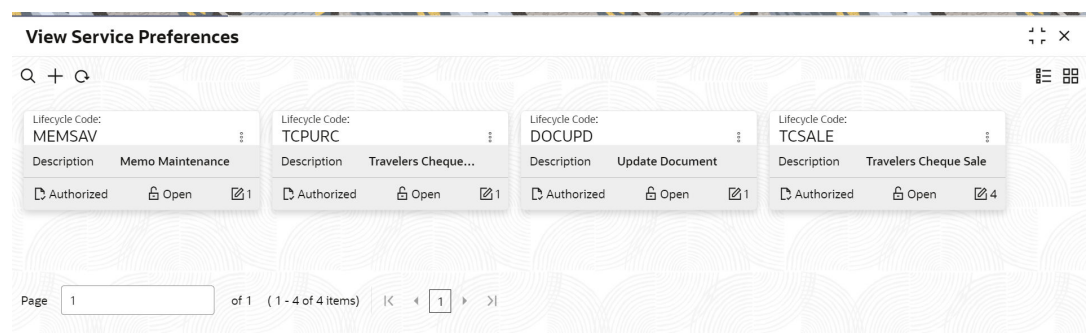 View Service Preferences
Lifecycle Code: Lifecycle Code: Lifecycle Code: Lifecycle Code:
MEMSAV TCPURC DOCUPD TCSALE
Description Memo Maintenance Description Travelers Cheque... Description Update Document Description Travelers Cheque Sale
Authorized Open 1 Authorized Open 1 Authorized Open 1 Authorized Open 4
Page 1 of 1 ( 1 - 4 of 4 items) 1